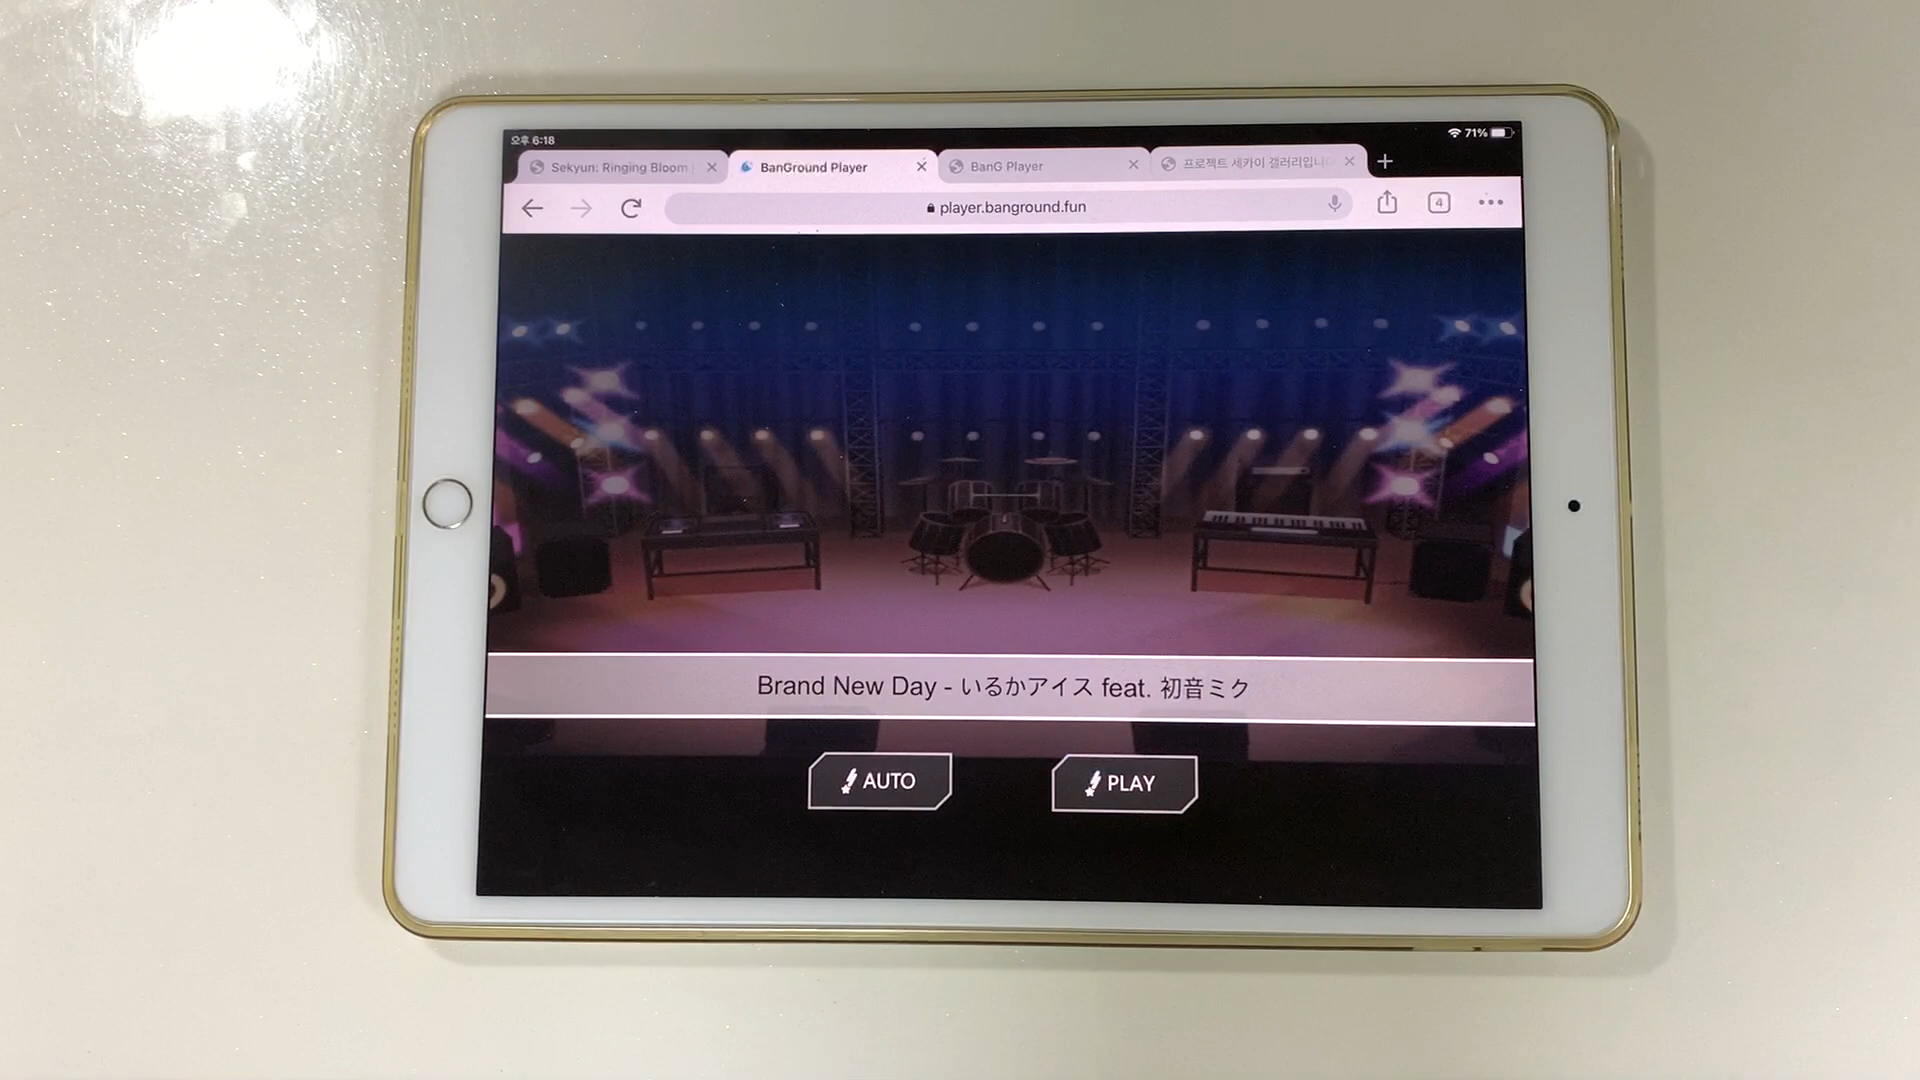 오후 6:18
71%
Sekyun: Ringing Bloom
BanGround Player
BanG Player
프로젝트 세카이 갤러리입니다
player.banground.fun
4
Brand New Day - いるかアイス feat. 初音ミク
AUTO
PLAY